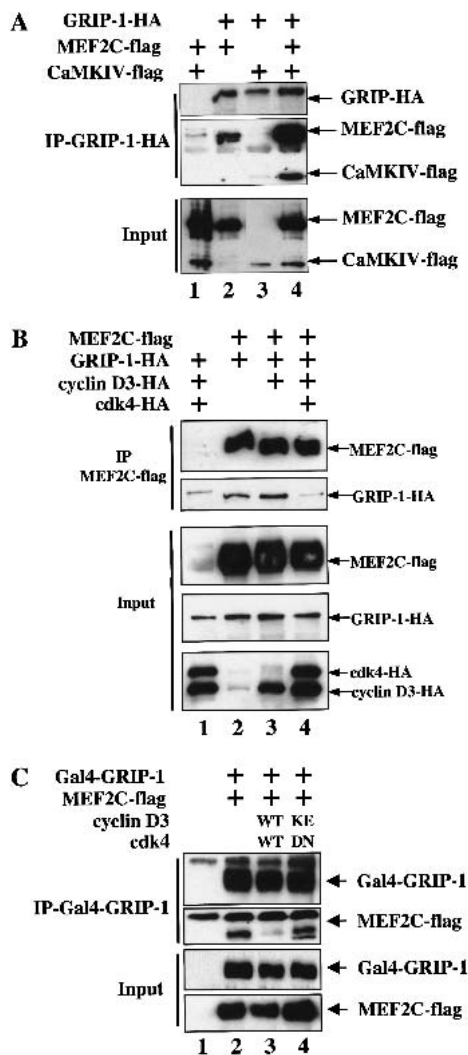 A
GRIP-1-HA + + +
MEF2C-flag + + +
CaMKIV-flag + + +
IP-GRIP-1-HA
GRIP-HA
MEF2C-flag
CaMKIV-flag
Input
MEF2C-flag
CaMKIV-flag
1 2 3 4
B
MEF2C-flag + + +
GRIP-1-HA + + + +
cyclin D3-HA + + +
cdk4-HA + +
IP
MEF2C-flag
MEF2C-flag
GRIP-1-HA
Input
MEF2C-flag
GRIP-1-HA
cdk4-HA
cyclin D3-HA
1 2 3 4
C
Gal4-GRIP-1 + + +
MEF2C-flag + + +
cyclin D3 WT KE
cdk4 WT DN
IP-Gal4-GRIP-1
Gal4-GRIP-1
MEF2C-flag
Input
Gal4-GRIP-1
MEF2C-flag
1 2 3 4